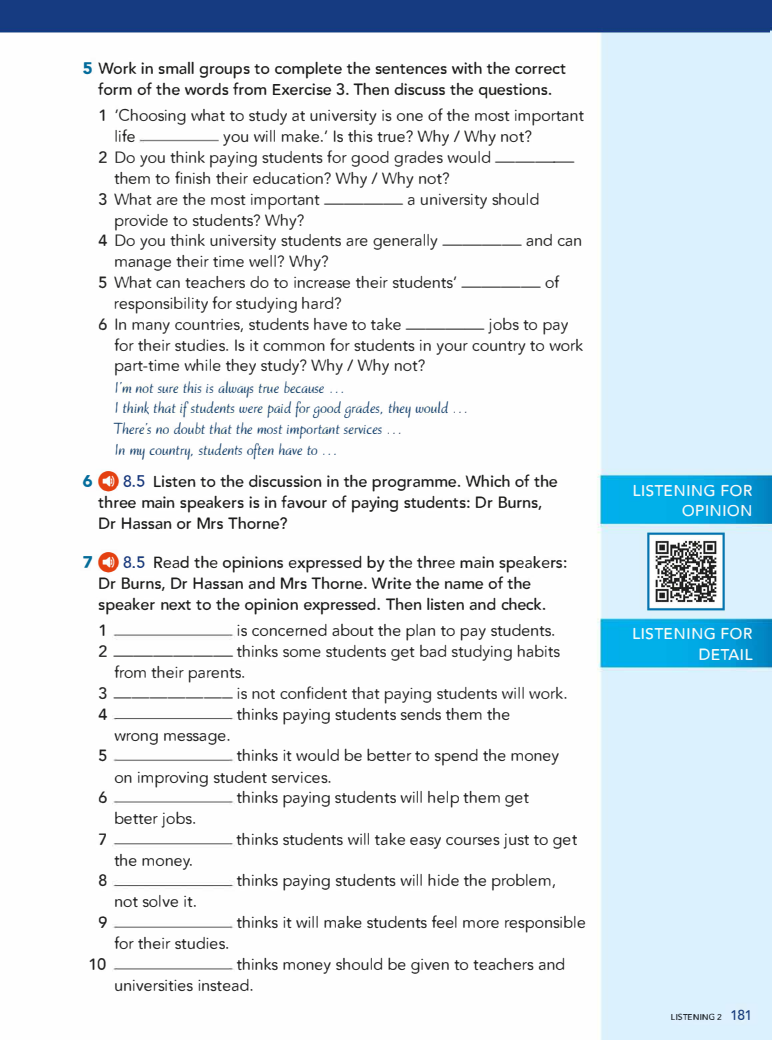 5 Work in small groups to complete the sentences with the correct
form of the words from Exercise 3. Then discuss the questions.
1 ‘Choosing what to study at university is one of the most important
life __________ you will make.’ Is this true? Why / Why not?
2 Do you think paying students for good grades would __________
them to finish their education? Why / Why not?
3 What are the most important __________ a university should
provide to students? Why?
4 Do you think university students are generally __________ and can
manage their time well? Why?
5 What can teachers do to increase their students’ __________ of
responsibility for studying hard?
6 In many countries, students have to take __________ jobs to pay
for their studies. Is it common for students in your country to work
part-time while they study? Why / Why not?
I’m not sure this is always true because …
I think that if students were paid for good grades, they would …
There’s no doubt that the most important services …
In my country, students often have to …
6 8.5 Listen to the discussion in the programme. Which of the
three main speakers is in favour of paying students: Dr Burns,
Dr Hassan or Mrs Thorne?
LISTENING FOR
OPINION
7 8.5 Read the opinions expressed by the three main speakers:
Dr Burns, Dr Hassan and Mrs Thorne. Write the name of the
speaker next to the opinion expressed. Then listen and check.
LISTENING FOR
DETAIL
1 _______________ is concerned about the plan to pay students.
2 _______________ thinks some students get bad studying habits
from their parents.
3 _______________ is not confident that paying students will work.
4 _______________ thinks paying students sends them the
wrong message.
5 _______________ thinks it would be better to spend the money
on improving student services.
6 _______________ thinks paying students will help them get
better jobs.
7 _______________ thinks students will take easy courses just to get
the money.
8 _______________ thinks paying students will hide the problem,
not solve it.
9 _______________ thinks it will make students feel more responsible
for their studies.
10 _______________ thinks money should be given to teachers and
universities instead.
LISTENING 2 181